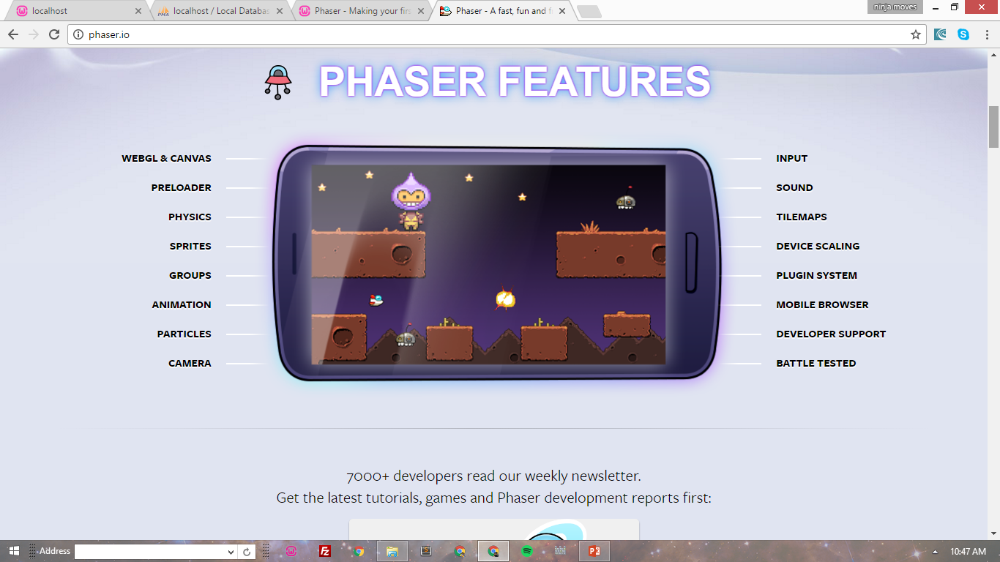 localhost
localhost / Local Databas
Phaser - Making your firs
Phaser - A fast, fun and f
ninja moves
phaser.io
PHASER FEATURES
WEBGL & CANVAS
PRELOADER
PHYSICS
SPRITES
GROUPS
ANIMATION
PARTICLES
CAMERA
INPUT
SOUND
TILEMAPS
DEVICE SCALING
PLUGIN SYSTEM
MOBILE BROWSER
DEVELOPER SUPPORT
BATTLE TESTED
7000+ developers read our weekly newsletter.
Get the latest tutorials, games and Phaser development reports first:
Address
10:47 AM